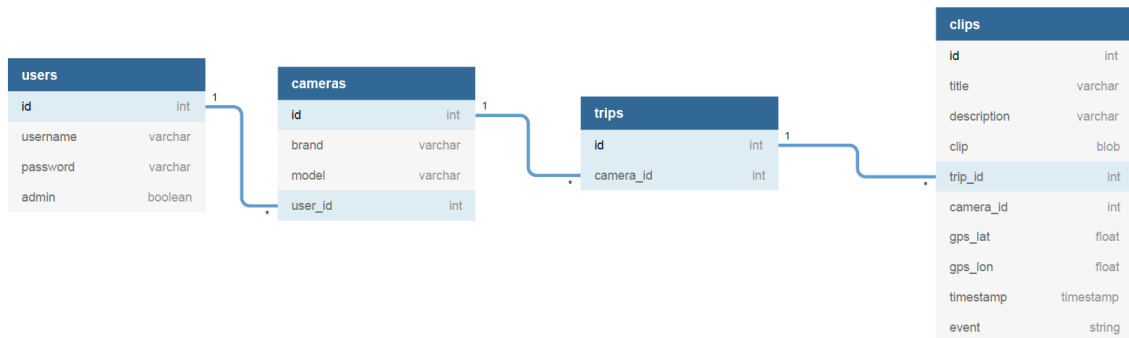 users
id int
username varchar
password varchar
admin boolean
1
*
cameras
id int
brand varchar
model varchar
user_id int
1
*
trips
id int
camera_id int
1
*
clips
id int
title varchar
description varchar
clip blob
trip_id int
camera_id int
gps_lat float
gps_lon float
timestamp timestamp
event string